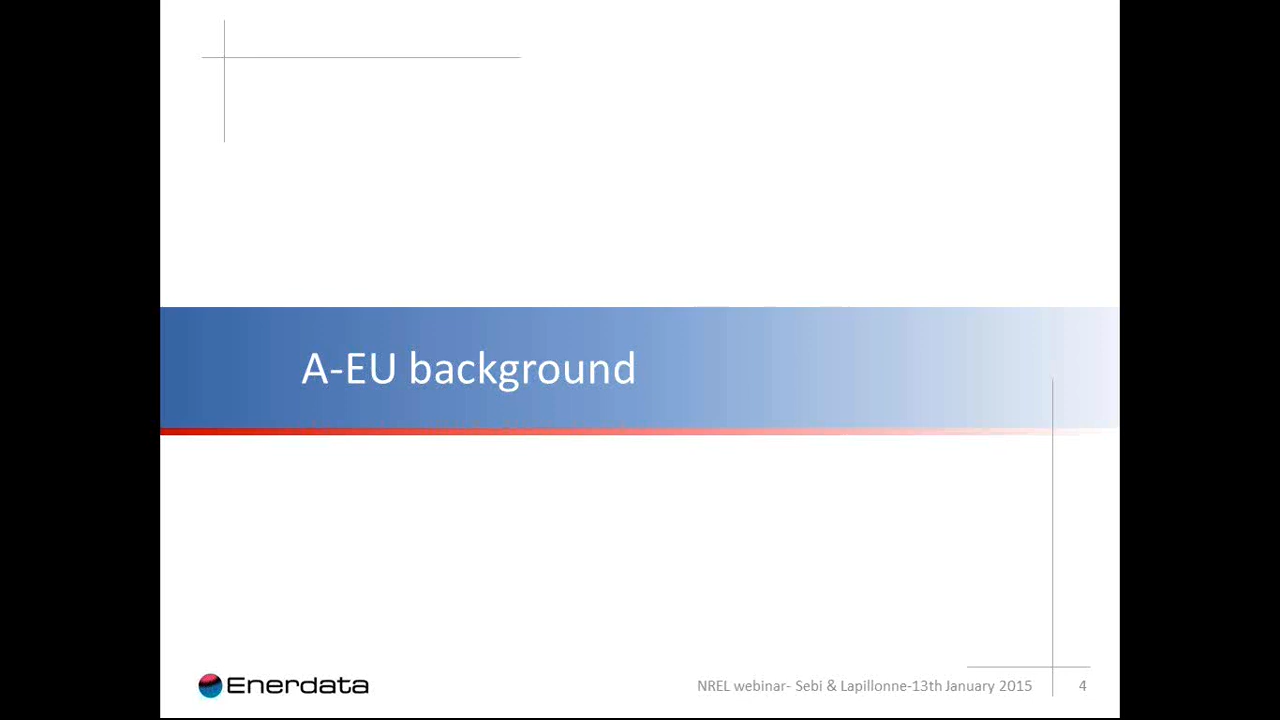 A-EU background
Enerdata
NREL webinar- Sebi & Lapillonne-13th January 2015
4